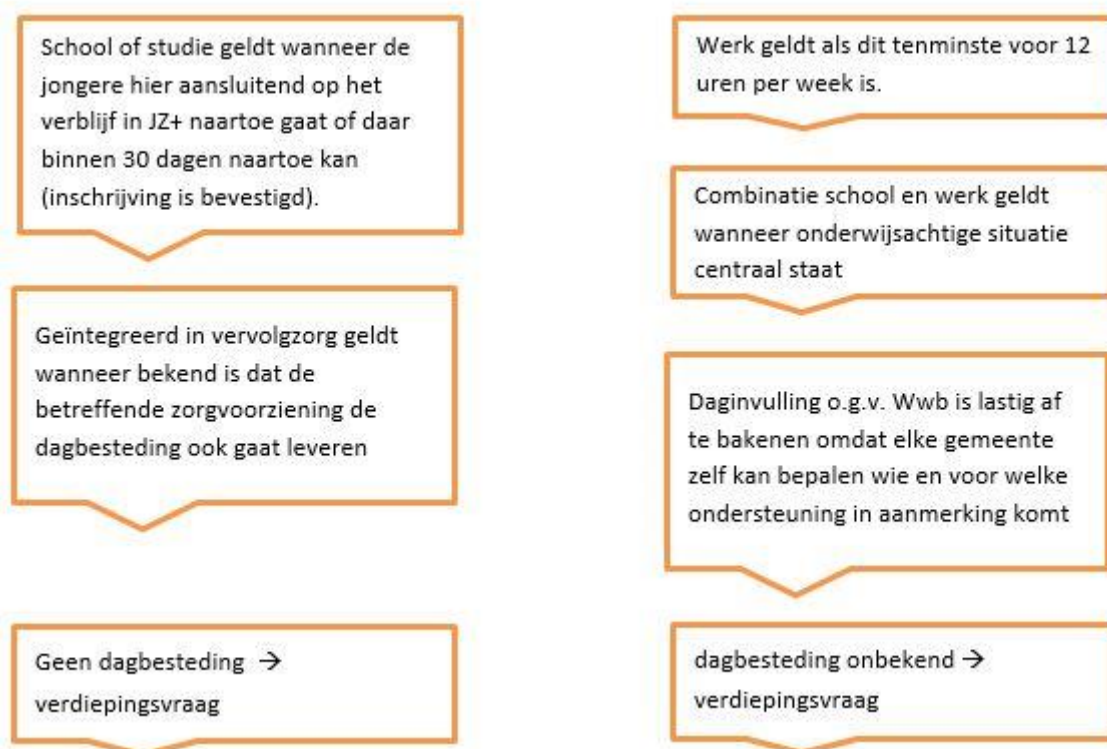 School of studie geldt wanneer de
jongere hier aansluitend op het
verblijf in JZ+ naartoe gaat of daar
binnen 30 dagen naartoe kan
(inschrijving is bevestigd).
Geïntegreerd in vervolgzorg geldt
wanneer bekend is dat de
betreffende zorgvoorziening de
dagbesteding ook gaat leveren
Geen dagbesteding →
verdiepingsvraag
Werk geldt als dit tenminste voor 12
uren per week is.
Combinatie school en werk geldt
wanneer onderwijsachtige situatie
centraal staat
Daginvulling o.g.v. Wwb is lastig af
te bakenen omdat elke gemeente
zelf kan bepalen wie en voor welke
ondersteuning in aanmerking komt
dagbesteding onbekend →
verdiepingsvraag